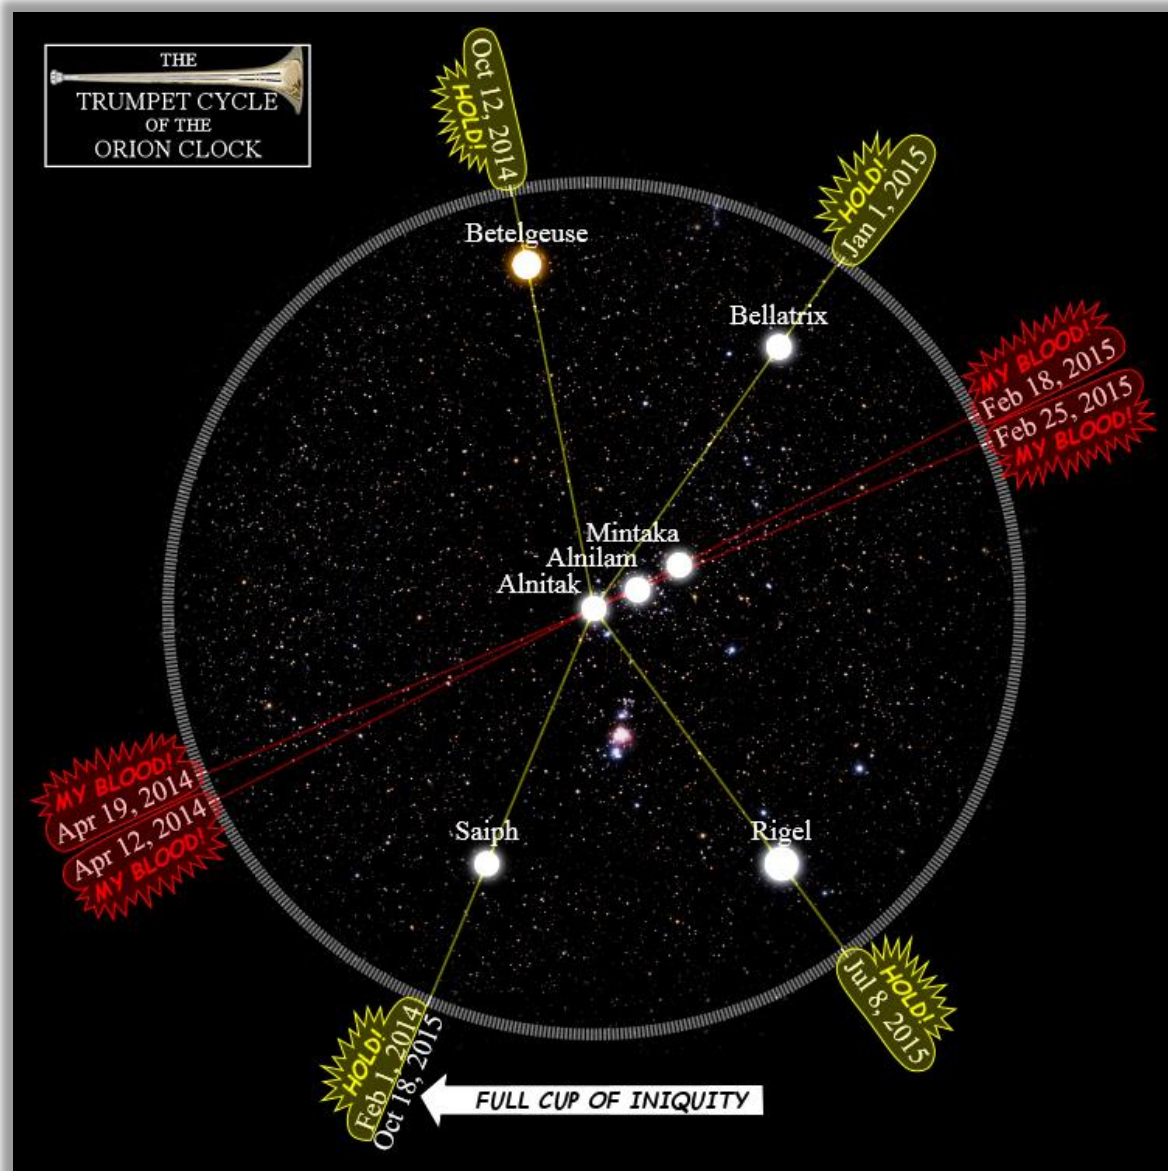 THE
TRUMPET CYCLE
OF THE
ORION CLOCK
Oct 12, 2014
HOLD!
HOLD!
Jan 1, 2015
Betelgeuse
Bellatrix
MY BLOOD!
Feb 18, 2015
Feb 25, 2015
MY BLOOD!
Mintaka
Alnilam
Alnitak
MY BLOOD!
Apr 19, 2014
Apr 12, 2014
MY BLOOD!
Saiph
Rigel
HOLD!
Jul 8, 2015
HOLD!
Feb 1, 2014
Oct 18, 2015
FULL CUP OF INIQUITY